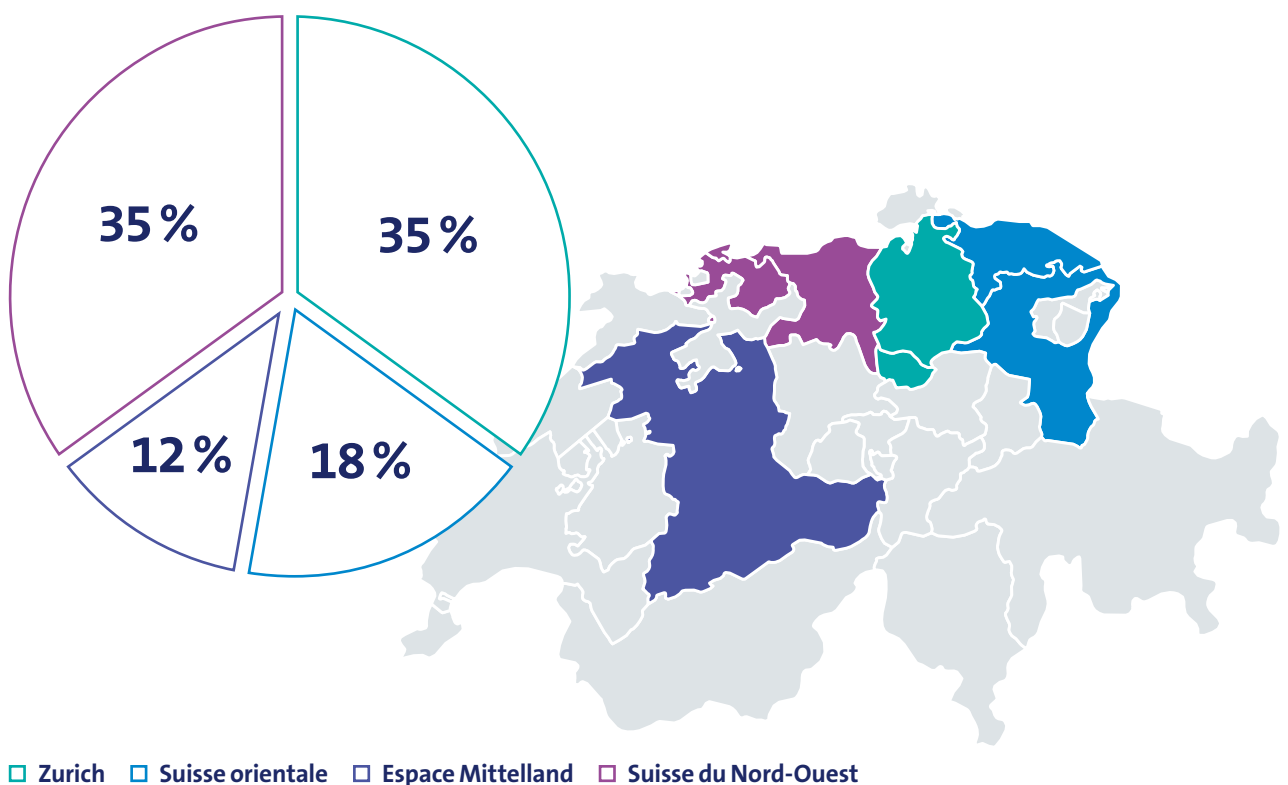 35 %
35 %
12 %
18 %
Zurich
Suisse orientale
Espace Mittelland
Suisse du Nord-Ouest